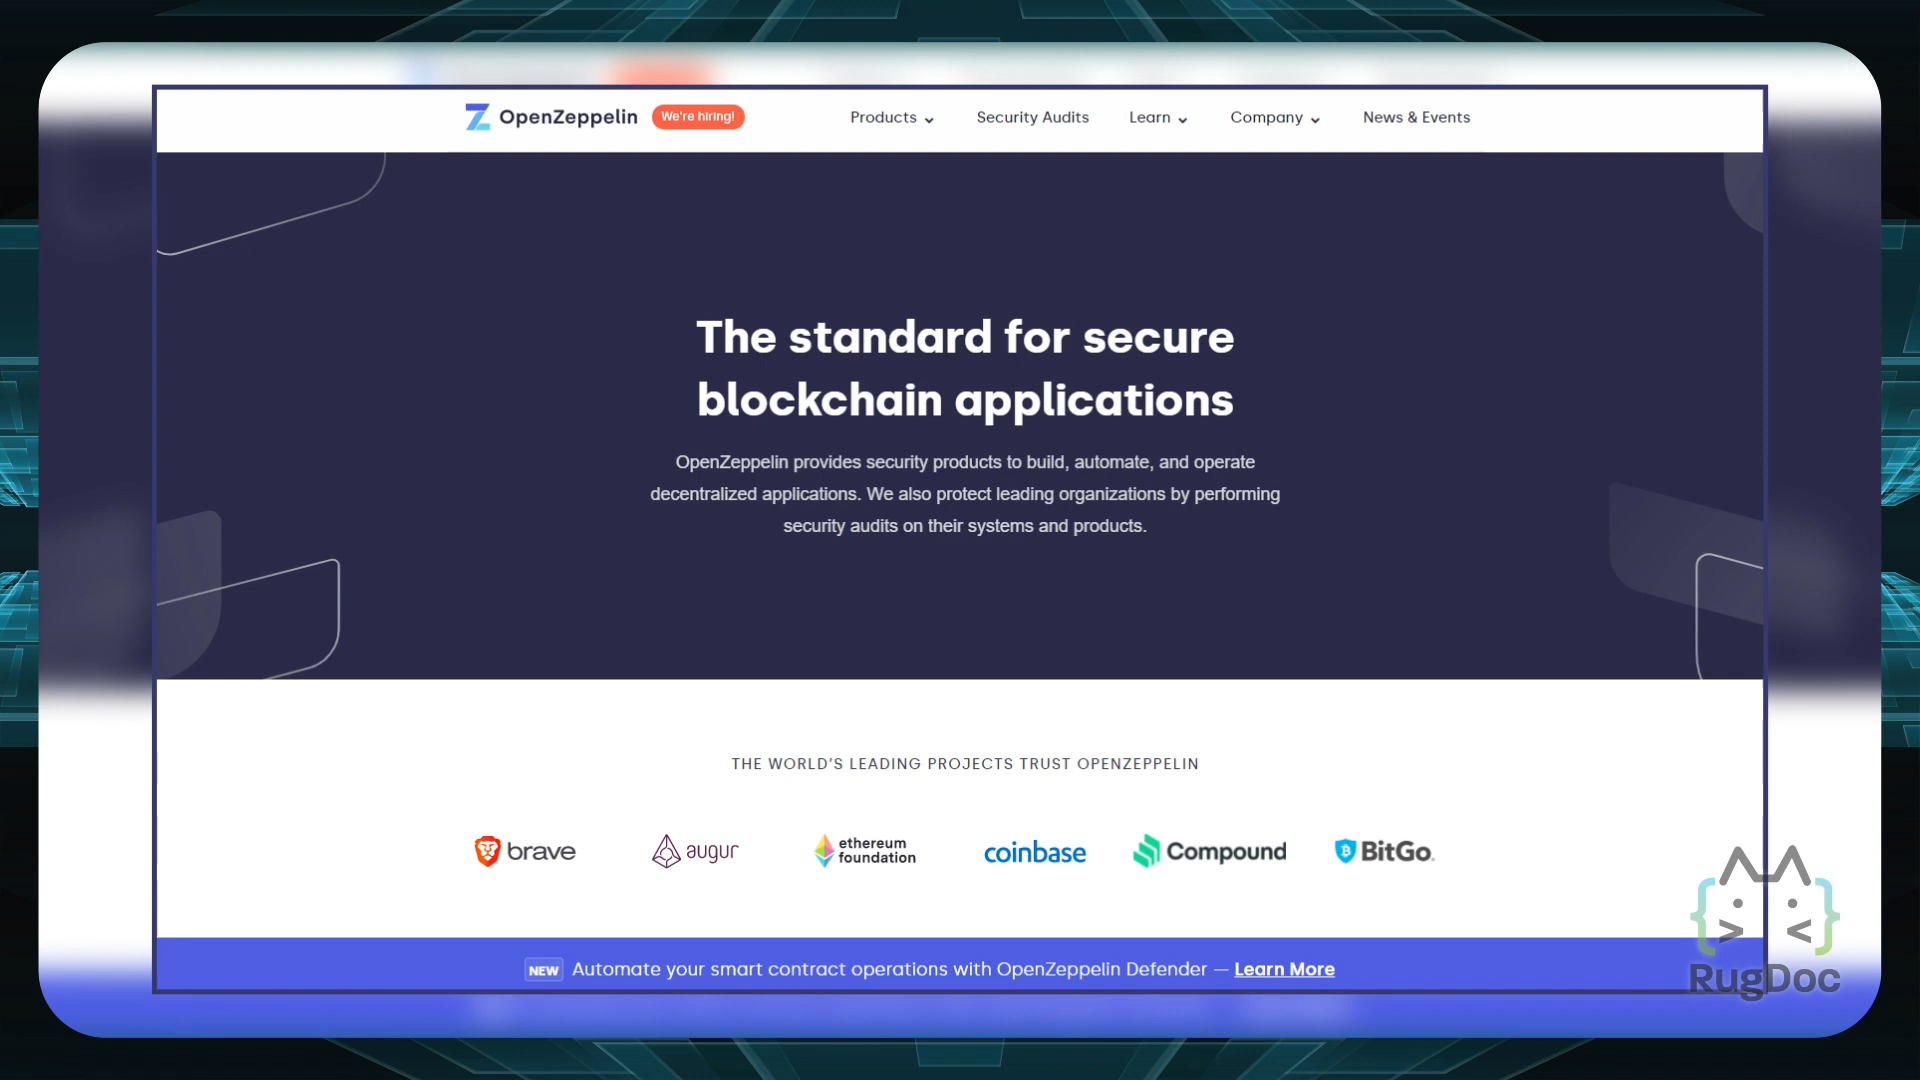 OpenZeppelin We're hiring! Products Security Audits Learn Company News & Events
The standard for secure
blockchain applications
OpenZeppelin provides security products to build, automate, and operate
decentralized applications. We also protect leading organizations by performing
security audits on their systems and products.
THE WORLD'S LEADING PROJECTS TRUST OPENZEPPELIN
brave augur ethereum foundation coinbase Compound BitGo
NEW Automate your smart contract operations with OpenZeppelin Defender — Learn More
RugDoc